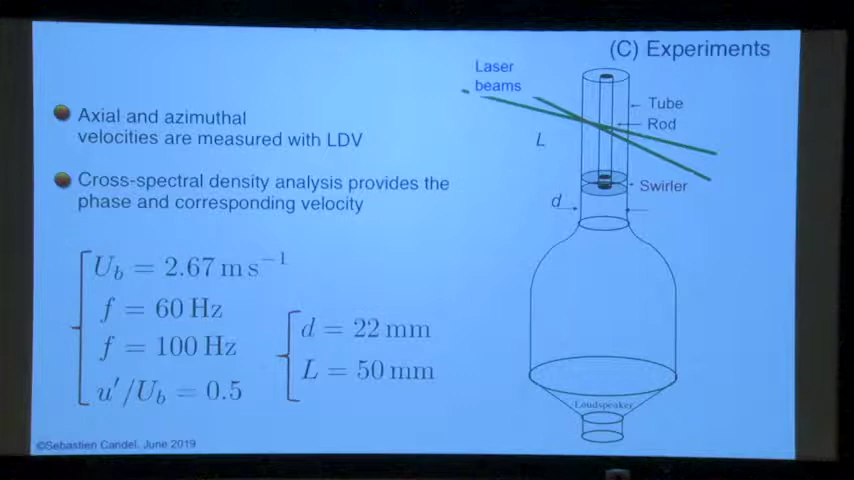 (C) Experiments
Laser
beams
Axial and azimuthal
velocities are measured with LDV
Tube
Rod
L
Cross-spectral density analysis provides the
phase and corresponding velocity
Swirler
d
U_b = 2.67 m s⁻¹
f = 60 Hz
f = 100 Hz
u′/U_b = 0.5
d = 22 mm
L = 50 mm
Loudspeaker
©Sebastien Candel, June 2019